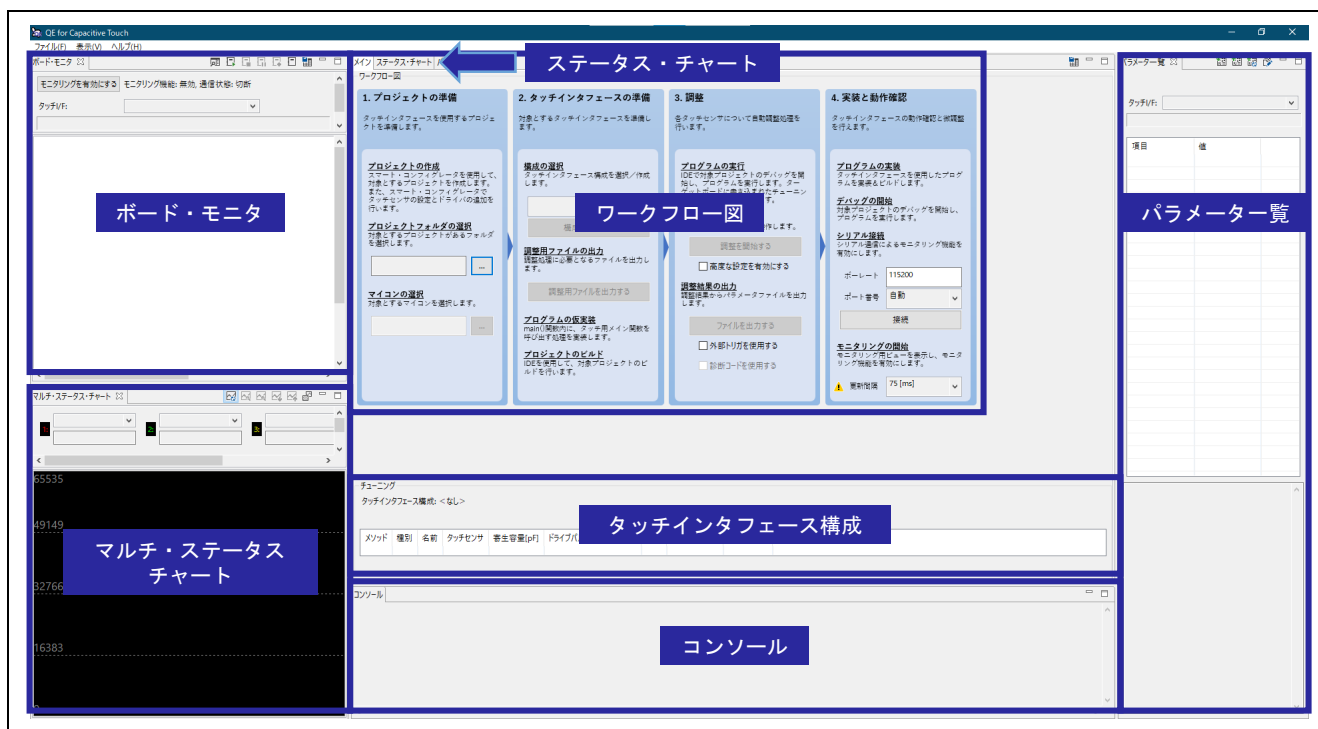 QE for Capacitive Touch
ファイル(F) 表示(V) ヘルプ(H)
ボード・モニタ
モニタリングを有効にする モニタリング機能: 無効, 通信状態: 切断
タッチI/F:
ボード・モニタ
マルチ・ステータス・チャート
1:
2:
3:
65535
49149
32766
16383
マルチ・ステータス
チャート
メイン ステータス・チャート
ステータス・チャート
ワークフロー図
1. プロジェクトの準備
タッチインタフェースを使用するプロジェ
クトを準備します。
プロジェクトの作成
スマート・コンフィグレータを使用して、
対象とするプロジェクトを作成します。
また、スマート・コンフィグレータで
タッチセンサの設定とドライバの追加を
行います。
プロジェクトフォルダの選択
対象とするプロジェクトがあるフォルダ
を選択します。
...
マイコンの選択
対象とするマイコンを選択します。
...
2. タッチインタフェースの準備
対象とするタッチインタフェースを準備し
ます。
構成の選択
タッチインタフェース構成を選択/作成
します。
調整用ファイルの出力
調整処理に必要となるファイルを出力し
ます。
調整用ファイルを出力する
プログラムの仮実装
main()関数内に、タッチ用メイン関数を
呼び出す処理を実装します。
プロジェクトのビルド
IDEを使用して、対象プロジェクトのビ
ルドを行います。
ワークフロー図
3. 調整
各タッチセンサについて自動調整処理を
行います。
プログラムの実行
IDEで対象プロジェクトのデバッグを開
始し、プログラムを実行します。ター
ゲットボードに書き込まれたチューニン
作します。
調整を開始する
高度な設定を有効にする
調整結果の出力
調整結果からパラメータファイルを出力
します。
ファイルを出力する
外部トリガを使用する
診断コードを使用する
4. 実装と動作確認
タッチインタフェースの動作確認と微調整
を行えます。
プログラムの実装
タッチインタフェースを使用したプログ
ラムを実装&ビルドします。
デバッグの開始
対象プロジェクトのデバッグを開始し、
プログラムを実行します。
シリアル接続
シリアル通信によるモニタリング機能を
有効にします。
ボーレート 115200
ポート番号 自動
接続
モニタリングの開始
モニタリング用ビューを表示し、モニタ
リング機能を有効にします。
更新間隔 75 [ms]
チューニング
タッチインタフェース構成: <なし>
メソッド 種別 名前 タッチセンサ 寄生容量[pF]
タッチインタフェース構成
コンソール
コンソール
パラメーター覧
タッチI/F:
項目 値
パラメーター覧